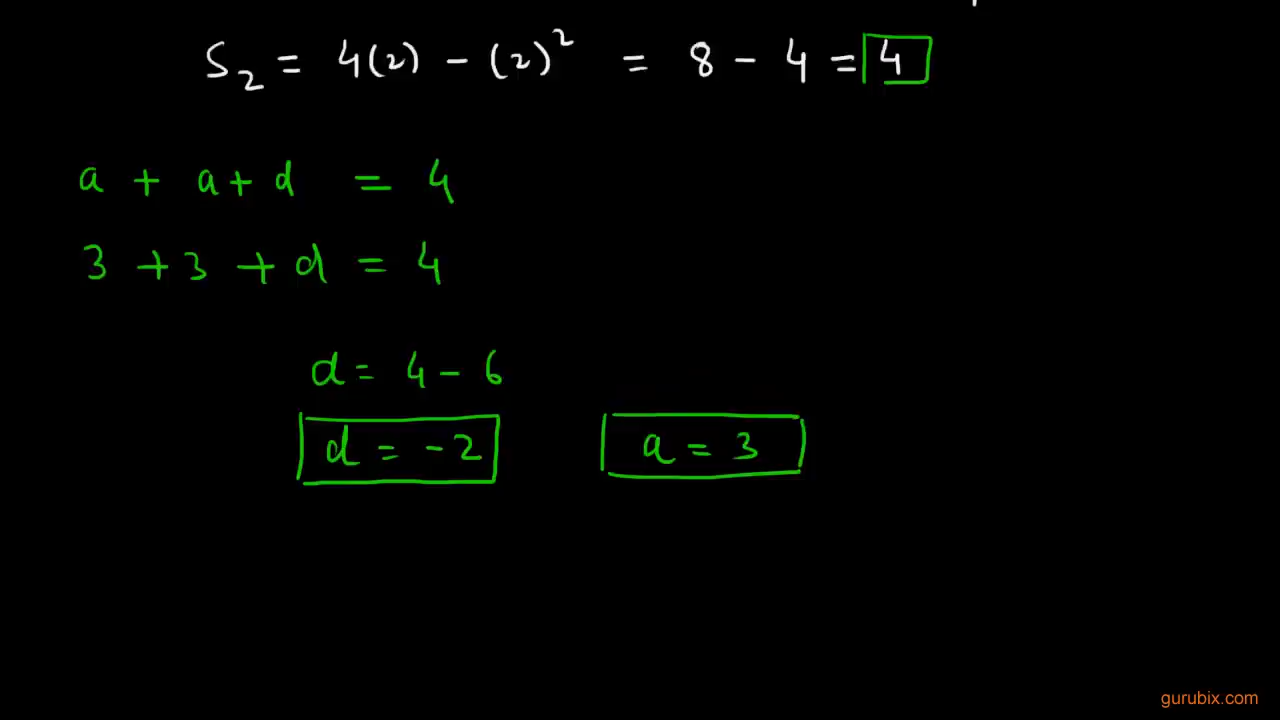 S₂ = 4(2) - (2)² = 8 - 4 = 4
a + a + d = 4
3 + 3 + d = 4
d = 4 - 6
d = -2 a = 3
gurubix.com